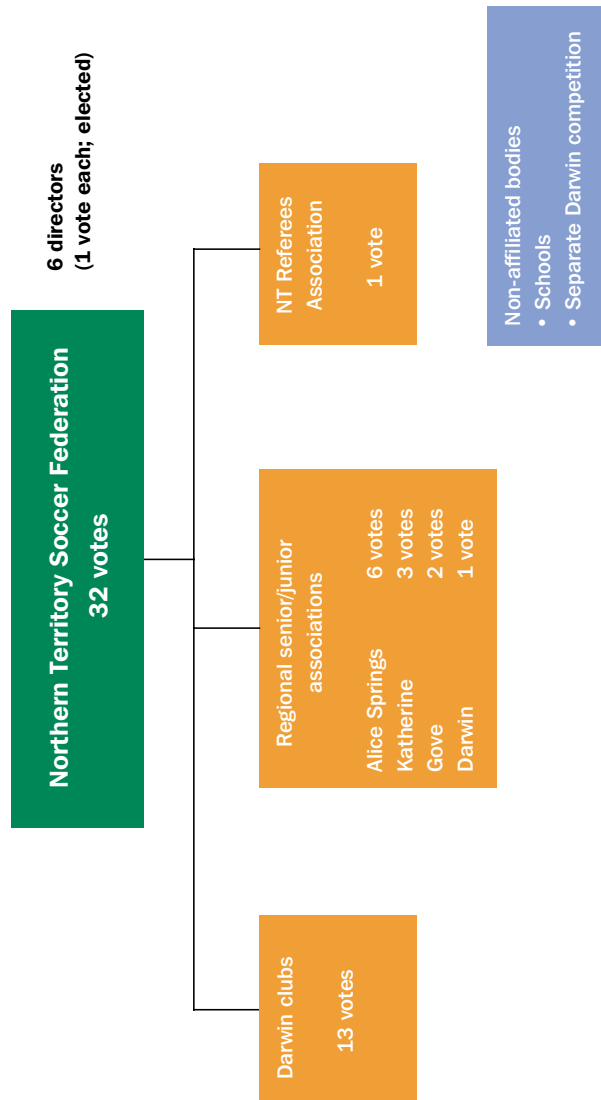 Northern Territory Soccer Federation
32 votes
6 directors
(1 vote each; elected)
Darwin clubs
13 votes
Regional senior/junior
associations
Alice Springs 6 votes
Katherine 3 votes
Gove 2 votes
Darwin 1 vote
NT Referees
Association
1 vote
Non-affiliated bodies
• Schools
• Separate Darwin competition